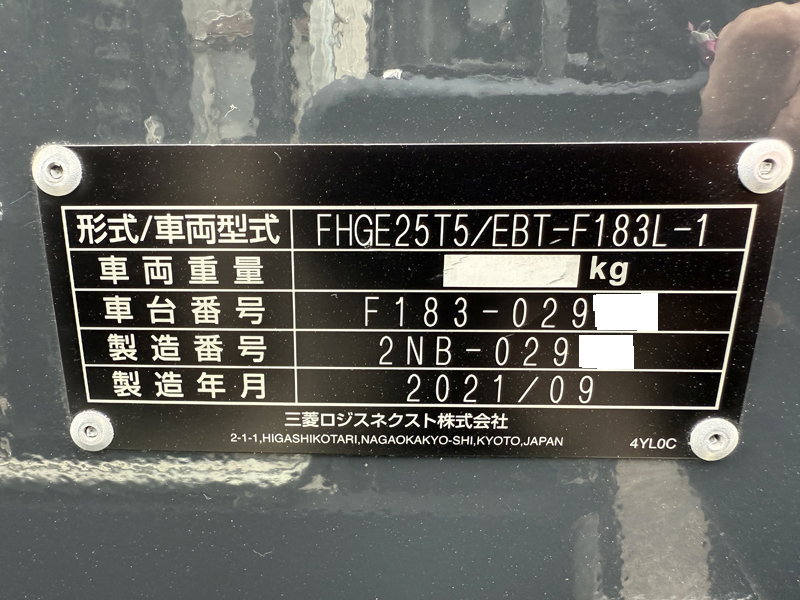 形式/車両型式 FHGE25T5/EBT-F183L-1
車両重量 kg
車台番号 F183-029
製造番号 2NB-029
製造年月 2021/09
三菱ロジスネクスト株式会社
2-1-1,HIGASHIKOTARI,NAGAOKAKYO-SHI,KYOTO,JAPAN 4YL0C